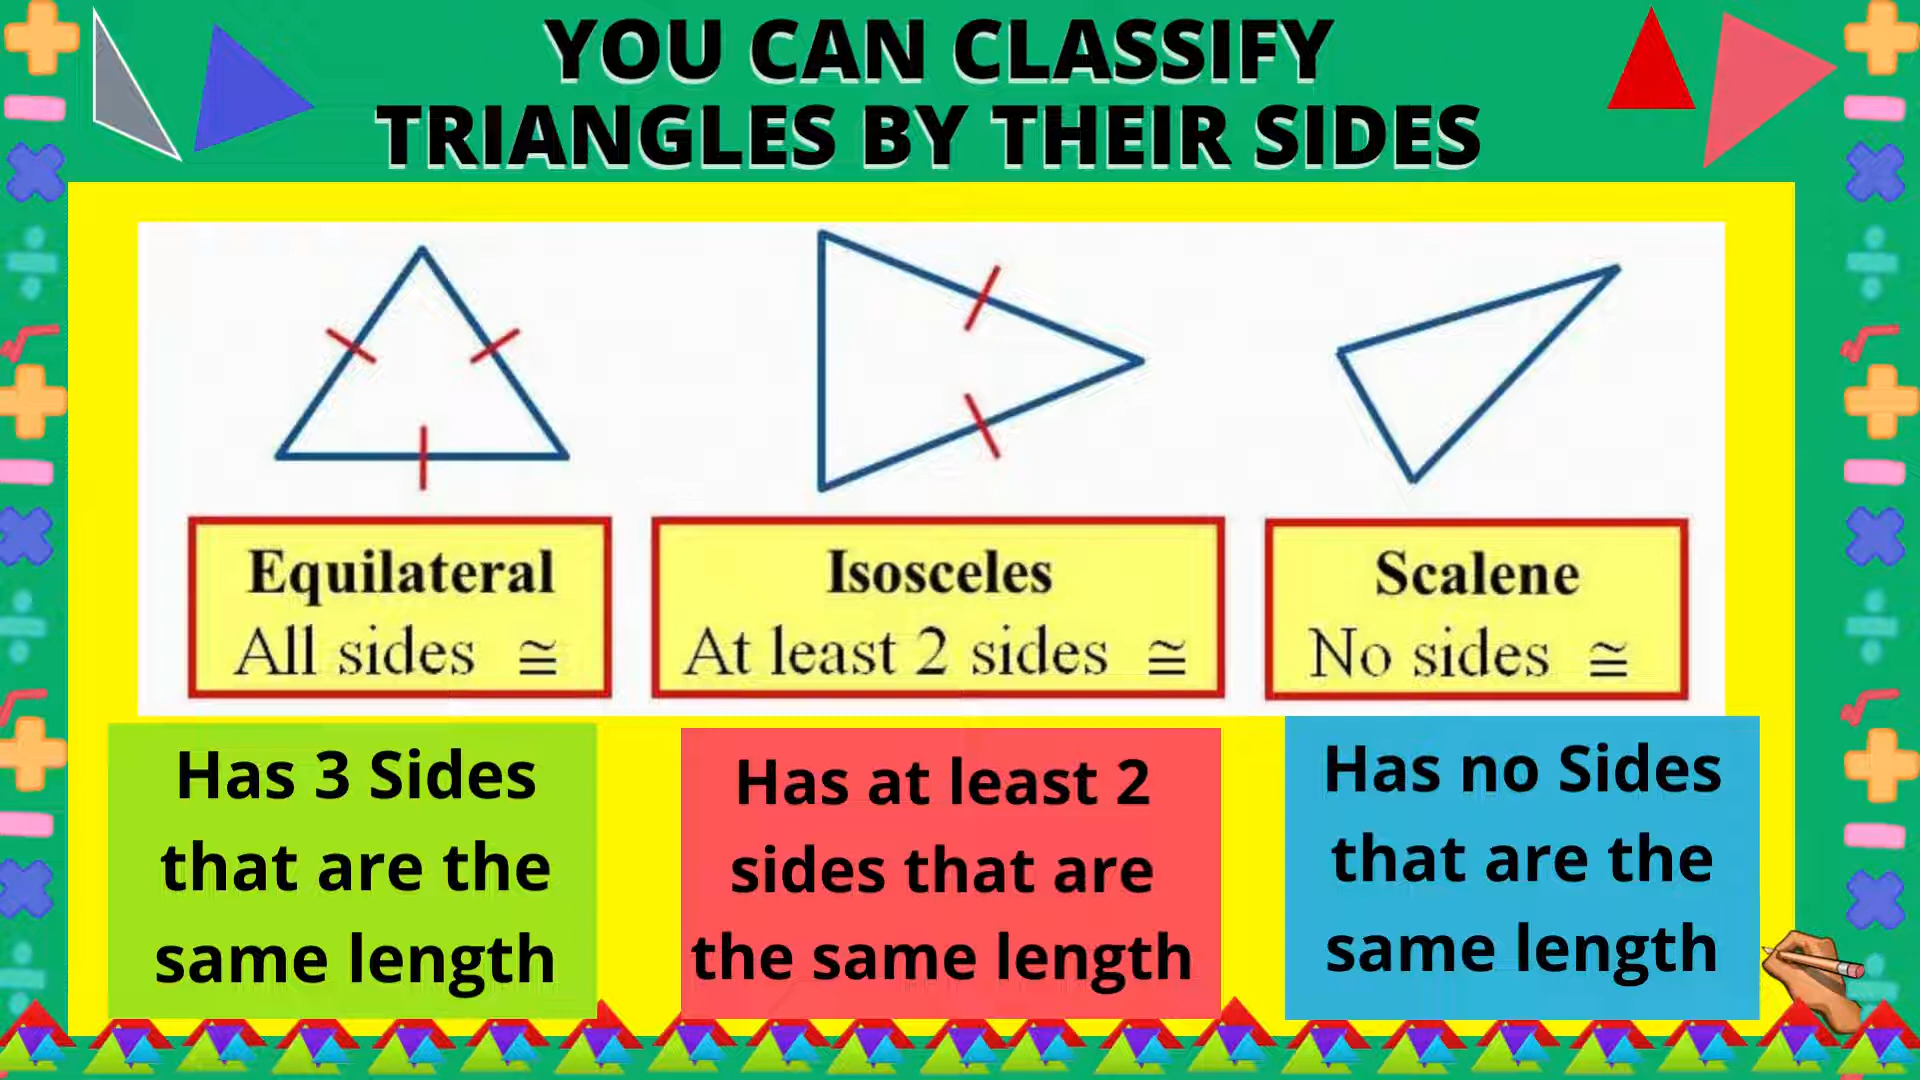 YOU CAN CLASSIFY
TRIANGLES BY THEIR SIDES
Equilateral
All sides ≅
Isosceles
At least 2 sides ≅
Scalene
No sides ≅
Has 3 Sides
that are the
same length
Has at least 2
sides that are
the same length
Has no Sides
that are the
same length